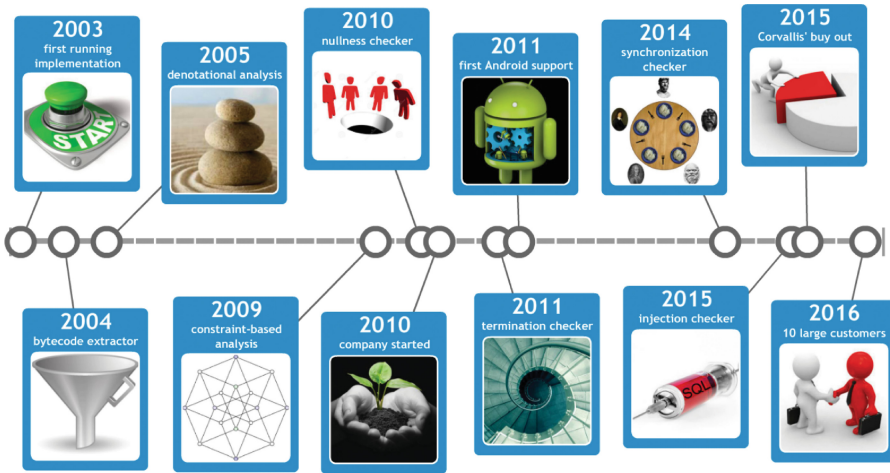 2003
first running
implementation
START
2005
denotational analysis
2010
nullness checker
2011
first Android support
2014
synchronization
checker
2015
Corvallis' buy out
2004
bytecode extractor
2009
constraint-based
analysis
2010
company started
2011
termination checker
2015
injection checker
SQL
2016
10 large customers